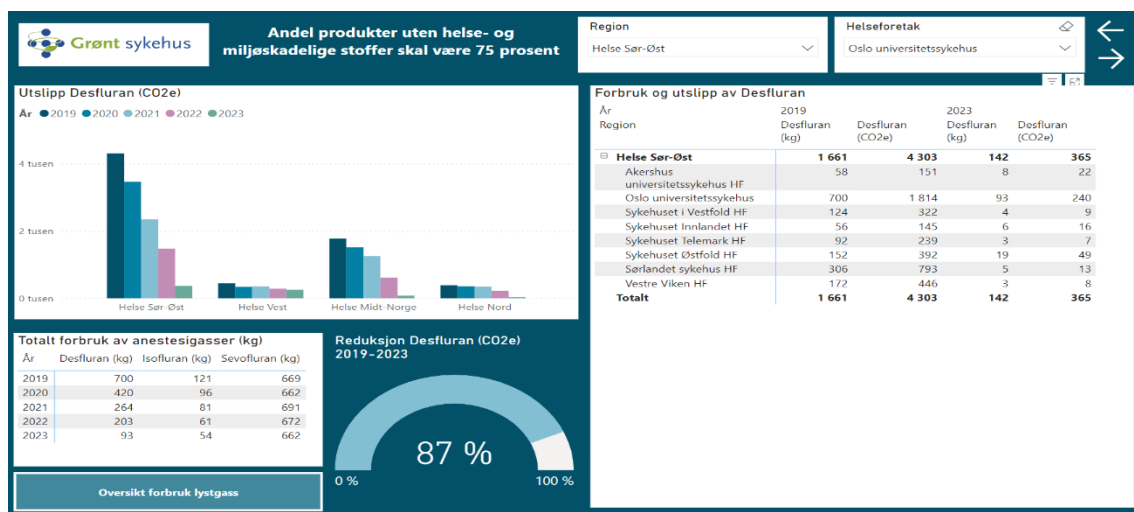 Grønt sykehus
Andel produkter uten helse- og
miljøskadelige stoffer skal være 75 prosent
Region
Helse Sør-Øst
Helseforetak
Oslo universitetssykehus
Utslipp Desfluran (CO2e)
År 2019 2020 2021 2022 2023
4 tusen
2 tusen
0 tusen
Helse Sør-Øst Helse Vest Helse Midt-Norge Helse Nord
Totalt forbruk av anestesigasser (kg)
År Desfluran (kg) Isofluran (kg) Sevofluran (kg)
2019 700 121 669
2020 420 96 662
2021 264 81 691
2022 203 61 672
2023 93 54 662
Oversikt forbruk lystgass
Reduksjon Desfluran (CO2e)
2019-2023
87 %
0 % 100 %
Forbruk og utslipp av Desfluran
År 2019 2023
Region Desfluran Desfluran Desfluran Desfluran
(kg) (CO2e) (kg) (CO2e)
Helse Sør-Øst 1 661 4 303 142 365
Akershus 58 151 8 22
universitetssykehus HF
Oslo universitetssykehus 700 1 814 93 240
Sykehuset i Vestfold HF 124 322 4 9
Sykehuset Innlandet HF 56 145 6 16
Sykehuset Telemark HF 92 239 3 7
Sykehuset Østfold HF 152 392 19 49
Sørlandet sykehus HF 306 793 5 13
Vestre Viken HF 172 446 3 8
Totalt 1 661 4 303 142 365